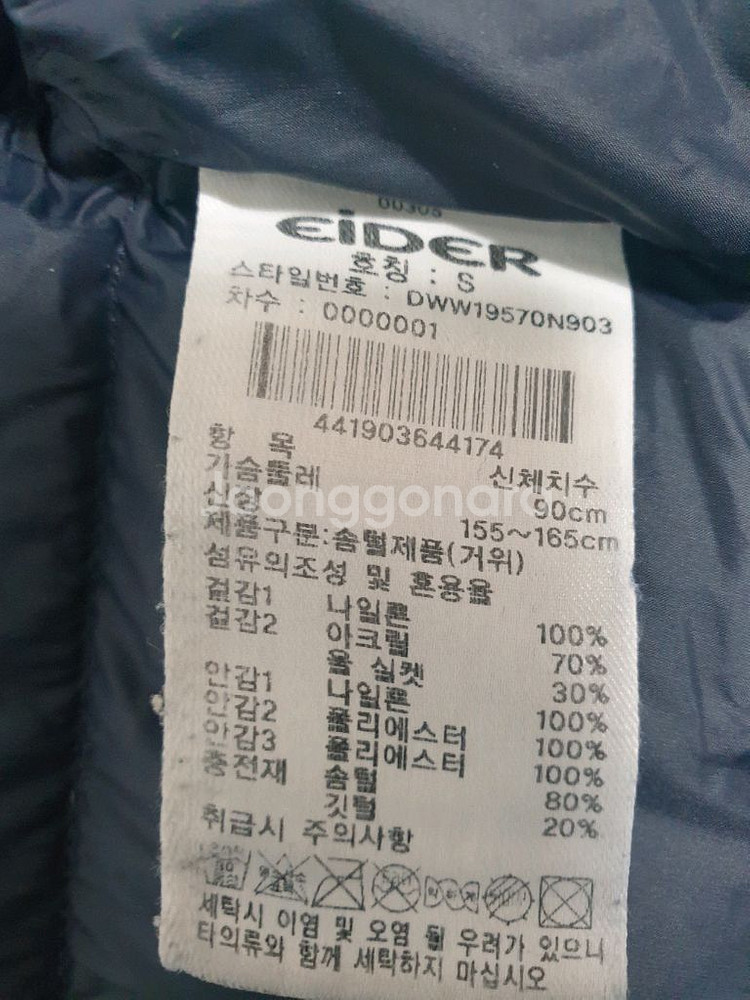 00305
EiDER
호칭 : S
스타일번호 : DWW19570N903
차수 : 0000001
441903644174
항 목 신체치수
가슴둘레 90cm
신장 155~165cm
제품구분:솜털제품(거위)
섬유의조성 및 혼용율
겉감1 나일론 100%
겉감2 아크릴 70%
울 실켓 30%
안감1 나일론 100%
안감2 폴리에스터 100%
안감3 폴리에스터 100%
충전재 솜털 80%
깃털 20%
취급시 주의사항
세탁시 이염 및 오염 될 우려가 있으니
타의류와 함께 세탁하지 마십시오
Joonggonara